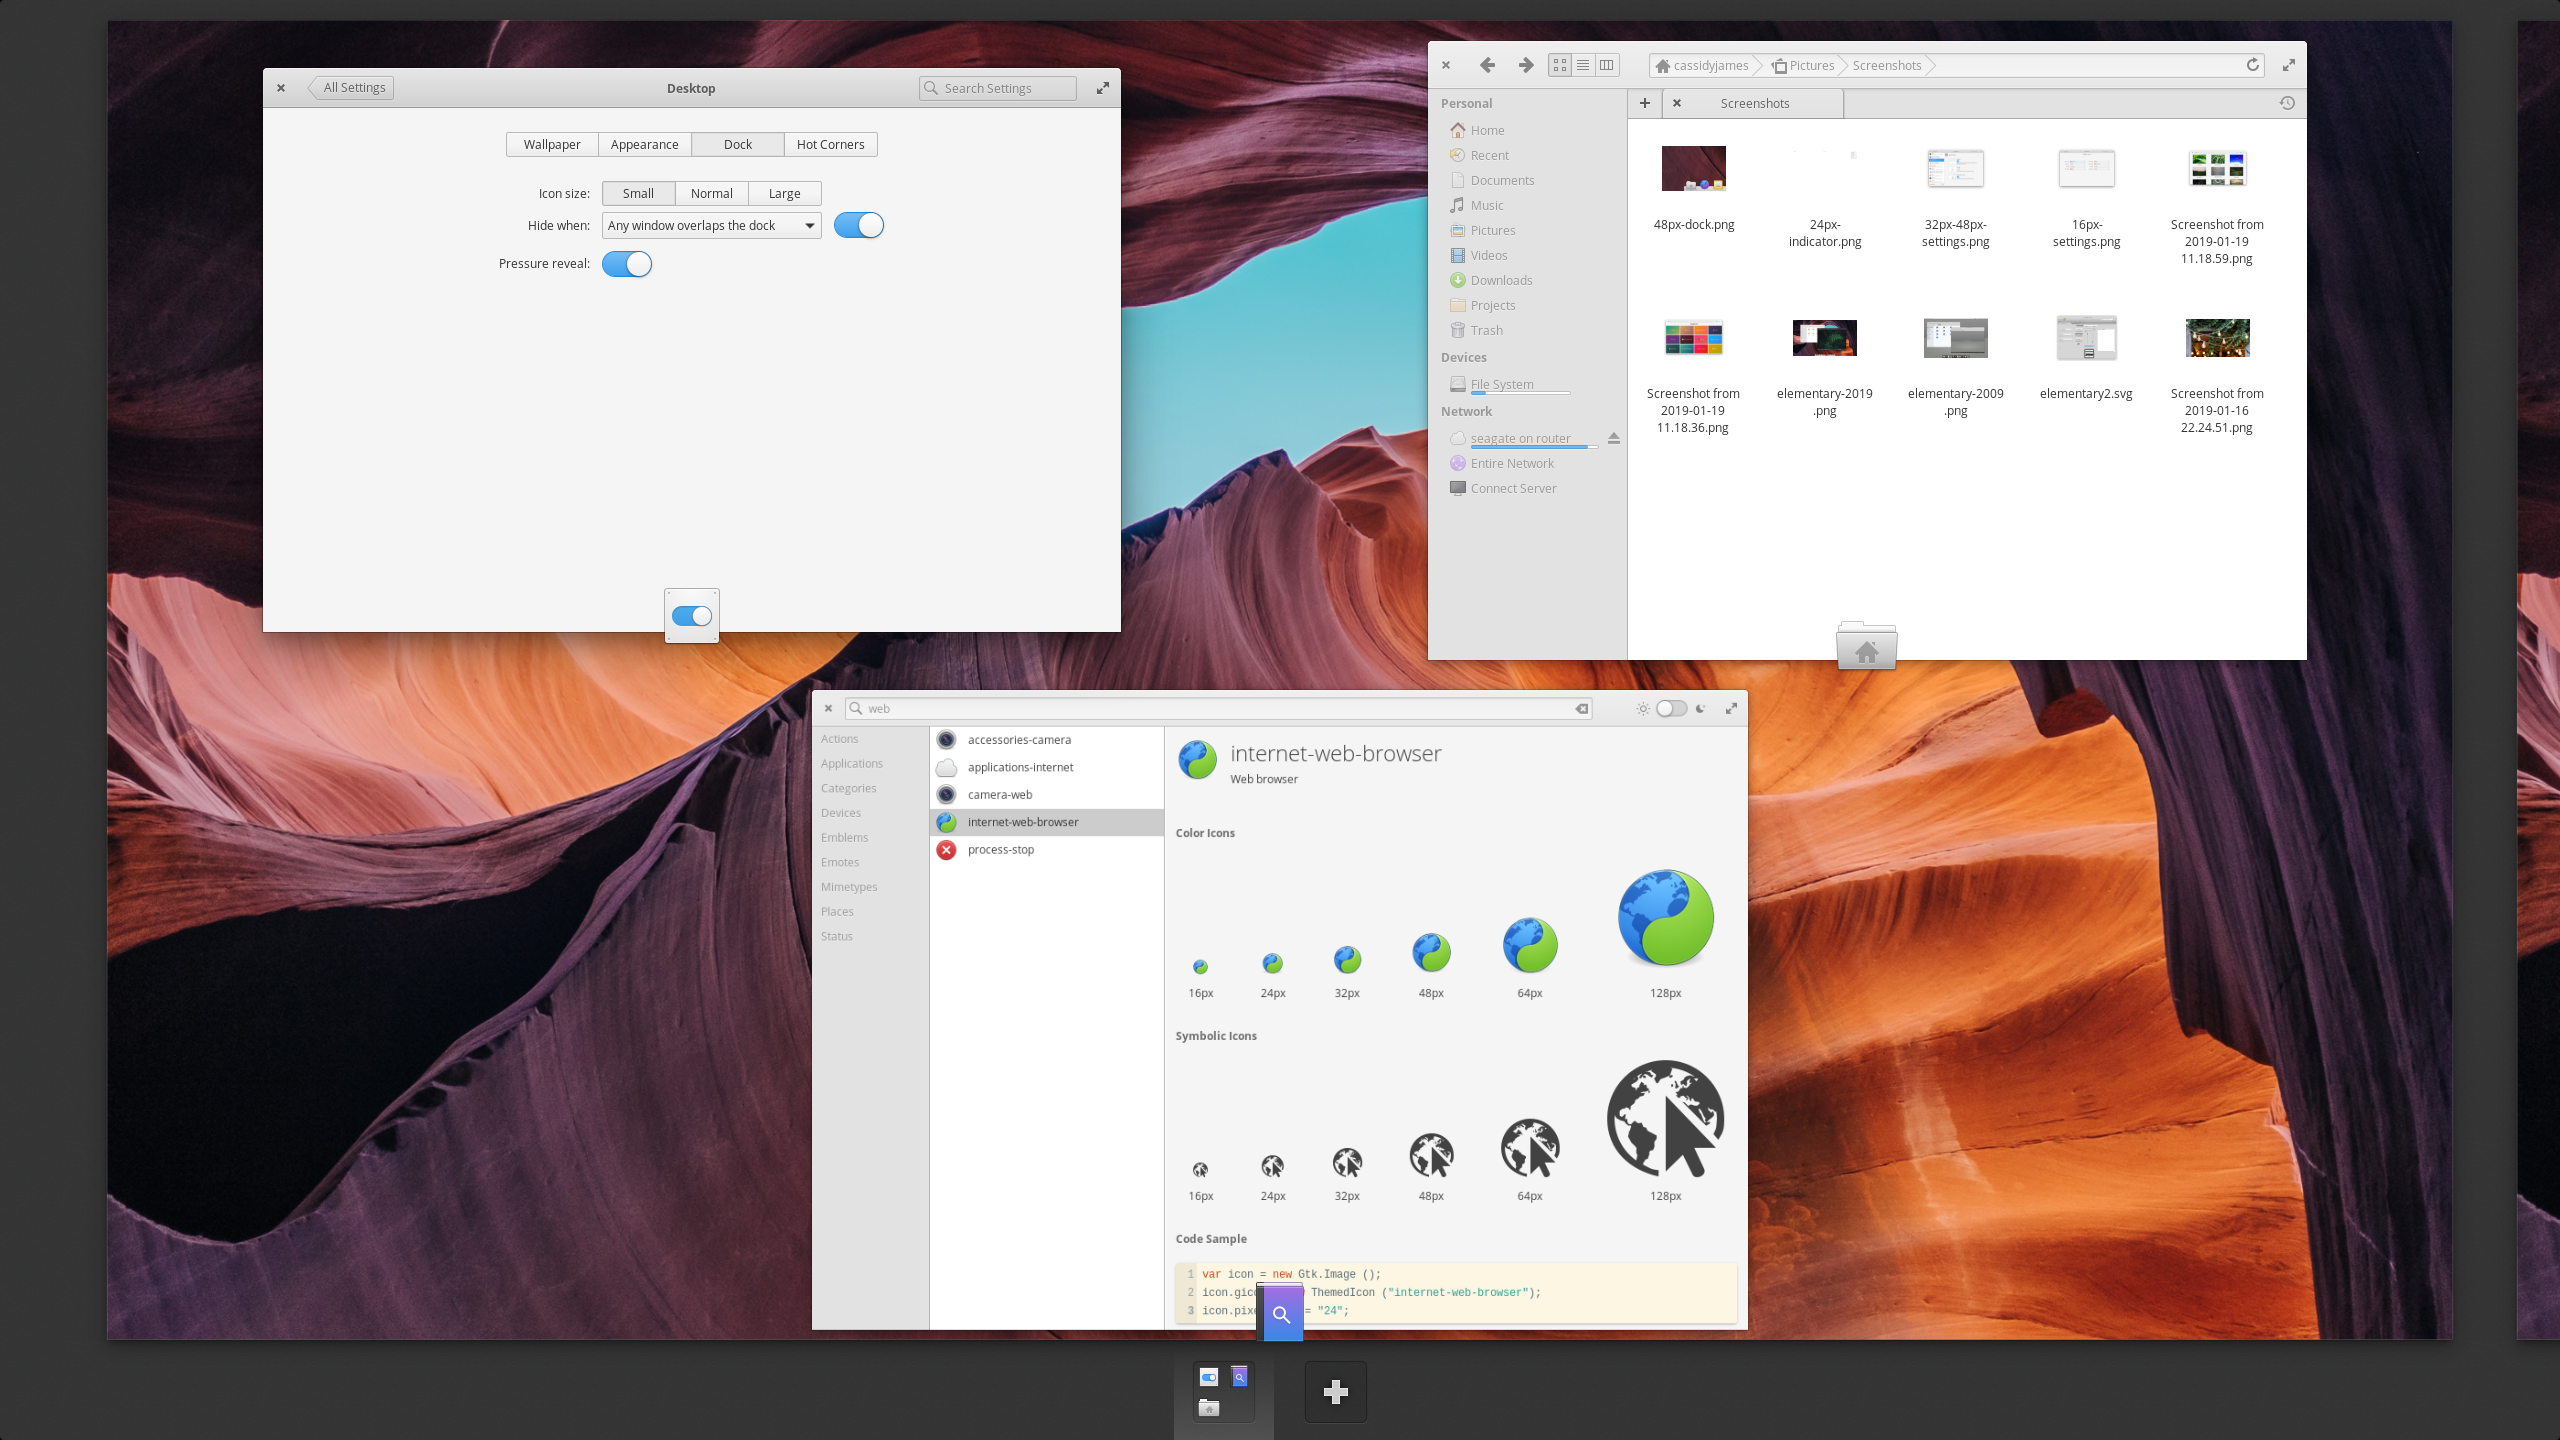 All Settings
Desktop
Search Settings
Wallpaper
Appearance
Dock
Hot Corners
Icon size:
Small
Normal
Large
Hide when:
Any window overlaps the dock
Pressure reveal:
cassidyjames
Pictures
Screenshots
Screenshots
Personal
Home
Recent
Documents
Music
Pictures
Videos
Downloads
Projects
Trash
Devices
File System
Network
seagate on router
Entire Network
Connect Server
48px-dock.png
24px-
indicator.png
32px-48px-
settings.png
16px-
settings.png
Screenshot from
2019-01-19
11.18.59.png
Screenshot from
2019-01-19
11.18.36.png
elementary-2019
.png
elementary-2009
.png
elementary2.svg
Screenshot from
2019-01-16
22.24.51.png
web
Actions
Applications
Categories
Devices
Emblems
Emotes
Mimetypes
Places
Status
accessories-camera
applications-internet
camera-web
internet-web-browser
process-stop
internet-web-browser
Web browser
Color Icons
16px
24px
32px
48px
64px
128px
Symbolic Icons
16px
24px
32px
48px
64px
128px
Code Sample
1 var icon = new Gtk.Image ();
2 ThemedIcon ("internet-web-browser");
3 = "24";